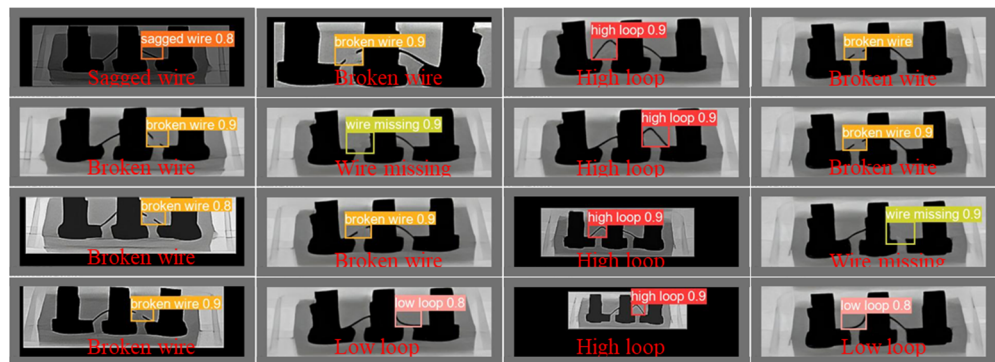 sagged wire 0.8
Sagged wire
broken wire 0.9
Broken wire
high loop 0.9
High loop
broken wire
Broken wire
broken wire 0.9
Broken wire
wire missing 0.9
Wire missing
high loop 0.9
High loop
broken wire 0.9
Broken wire
broken wire 0.8
Broken wire
broken wire 0.9
Broken wire
high loop 0.9
High loop
wire missing 0.9
Wire missing
broken wire 0.9
Broken wire
low loop 0.8
Low loop
high loop 0.9
High loop
low loop 0.8
Low loop